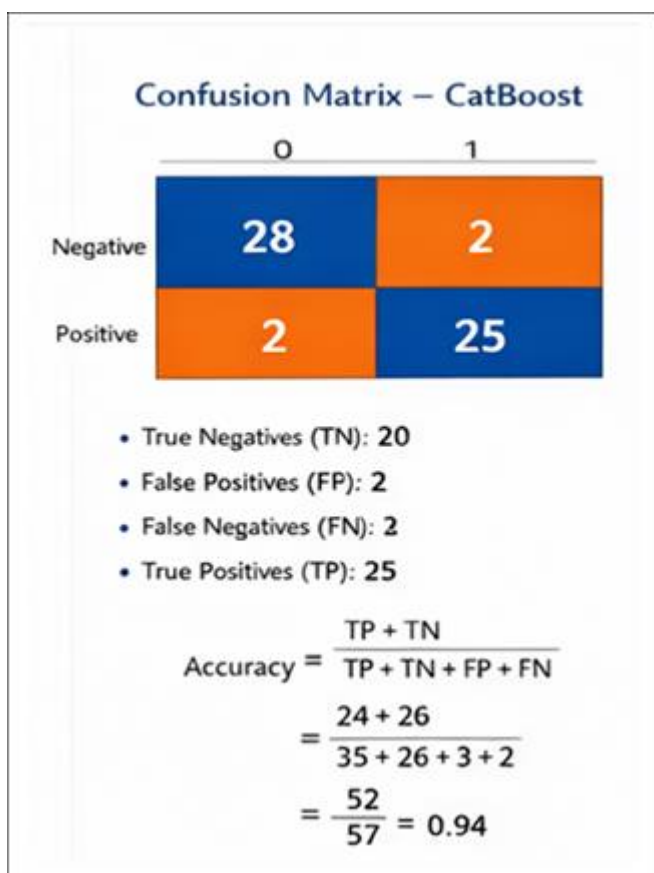 Confusion Matrix – CatBoost
0 1
Negative 28 2
Positive 2 25
• True Negatives (TN): 20
• False Positives (FP): 2
• False Negatives (FN): 2
• True Positives (TP): 25
Accuracy = TP + TN / TP + TN + FP + FN
= 24 + 26 / 35 + 26 + 3 + 2
= 52 / 57 = 0.94